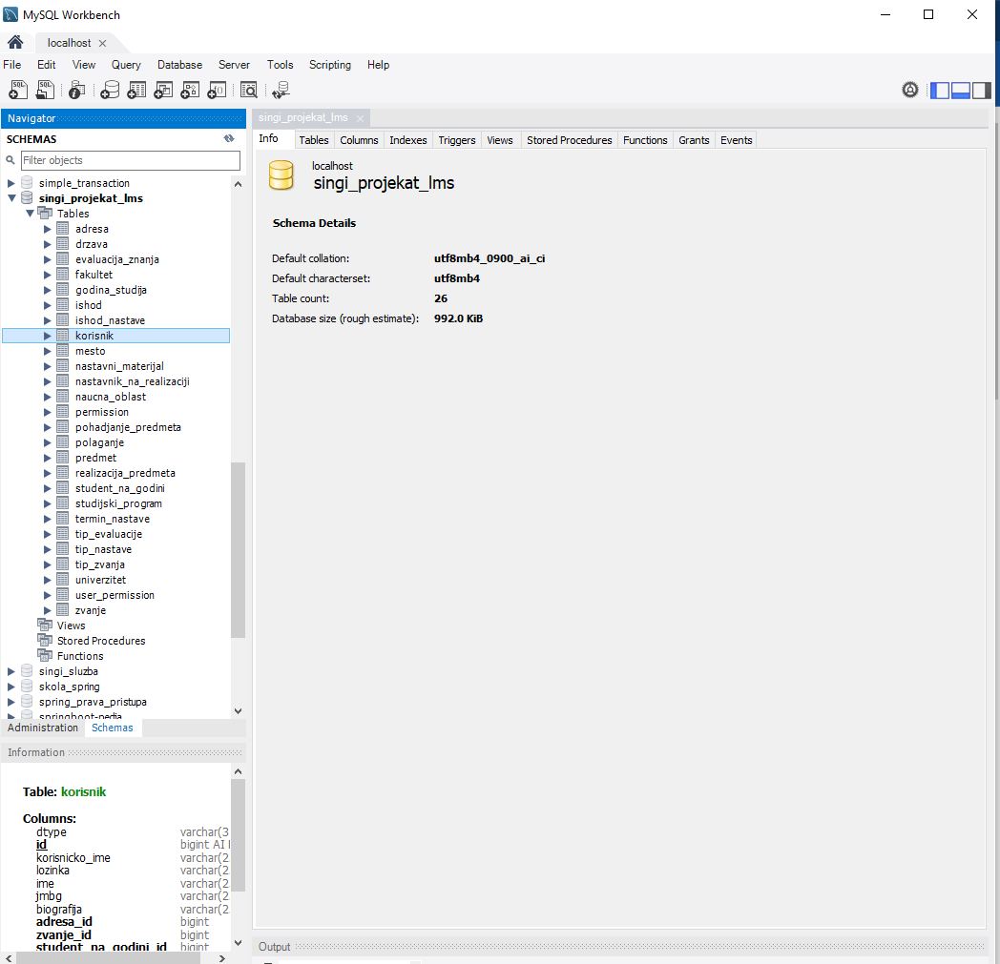 MySQL Workbench
localhost
File Edit View Query Database Server Tools Scripting Help
Navigator
SCHEMAS
Filter objects
simple_transaction
singi_projekat_lms
Tables
adresa
drzava
evaluacija_znanja
fakultet
godina_studija
ishod
ishod_nastave
korisnik
mesto
nastavni_materijal
nastavnik_na_realizaciji
naucna_oblast
permission
pohadjanje_predmeta
polaganje
predmet
realizacija_predmeta
student_na_godini
studijski_program
termin_nastave
tip_evaluacije
tip_nastave
tip_zvanja
univerzitet
user_permission
zvanje
Views
Stored Procedures
Functions
singi_sluzba
skola_spring
spring_prava_pristupa
springboot-pedia
Administration Schemas
Information
Table: korisnik
Columns:
dtype varchar(3
id bigint AI
korisnicko_ime varchar(2
lozinka varchar(2
ime varchar(2
jmbg varchar(2
biografija varchar(2
adresa_id bigint
zvanje_id bigint
student_na_godini_id bigint
singi_projekat_lms
Info Tables Columns Indexes Triggers Views Stored Procedures Functions Grants Events
localhost
singi_projekat_lms
Schema Details
Default collation: utf8mb4_0900_ai_ci
Default characterset: utf8mb4
Table count: 26
Database size (rough estimate): 992.0 KiB
Output